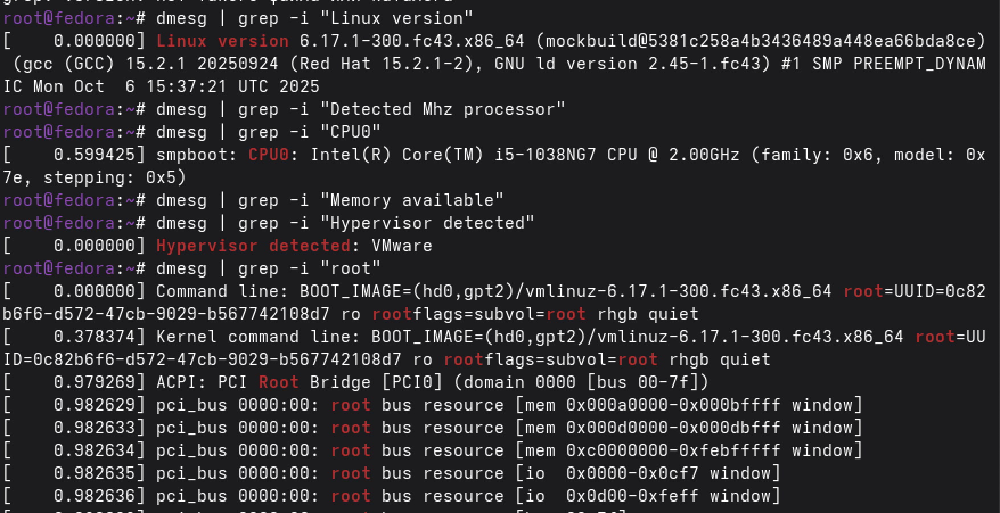 root@fedora:~# dmesg | grep -i "Linux version"
[    0.000000] Linux version 6.17.1-300.fc43.x86_64 (mockbuild@5381c258a4b3436489a448ea66bda8ce)
 (gcc (GCC) 15.2.1 20250924 (Red Hat 15.2.1-2), GNU ld version 2.45-1.fc43) #1 SMP PREEMPT_DYNAM
IC Mon Oct  6 15:37:21 UTC 2025
root@fedora:~# dmesg | grep -i "Detected Mhz processor"
root@fedora:~# dmesg | grep -i "CPU0"
[    0.599425] smpboot: CPU0: Intel(R) Core(TM) i5-1038NG7 CPU @ 2.00GHz (family: 0x6, model: 0x
7e, stepping: 0x5)
root@fedora:~# dmesg | grep -i "Memory available"
root@fedora:~# dmesg | grep -i "Hypervisor detected"
[    0.000000] Hypervisor detected: VMware
root@fedora:~# dmesg | grep -i "root"
[    0.000000] Command line: BOOT_IMAGE=(hd0,gpt2)/vmlinuz-6.17.1-300.fc43.x86_64 root=UUID=0c82
b6f6-d572-47cb-9029-b567742108d7 ro rootflags=subvol=root rhgb quiet
[    0.378374] Kernel command line: BOOT_IMAGE=(hd0,gpt2)/vmlinuz-6.17.1-300.fc43.x86_64 root=UU
ID=0c82b6f6-d572-47cb-9029-b567742108d7 ro rootflags=subvol=root rhgb quiet
[    0.979269] ACPI: PCI Root Bridge [PCI0] (domain 0000 [bus 00-7f])
[    0.982629] pci_bus 0000:00: root bus resource [mem 0x000a0000-0x000bffff window]
[    0.982633] pci_bus 0000:00: root bus resource [mem 0x000d0000-0x000dbfff window]
[    0.982634] pci_bus 0000:00: root bus resource [mem 0xc0000000-0xfebfffff window]
[    0.982635] pci_bus 0000:00: root bus resource [io  0x0000-0x0cf7 window]
[    0.982636] pci_bus 0000:00: root bus resource [io  0x0d00-0xfeff window]